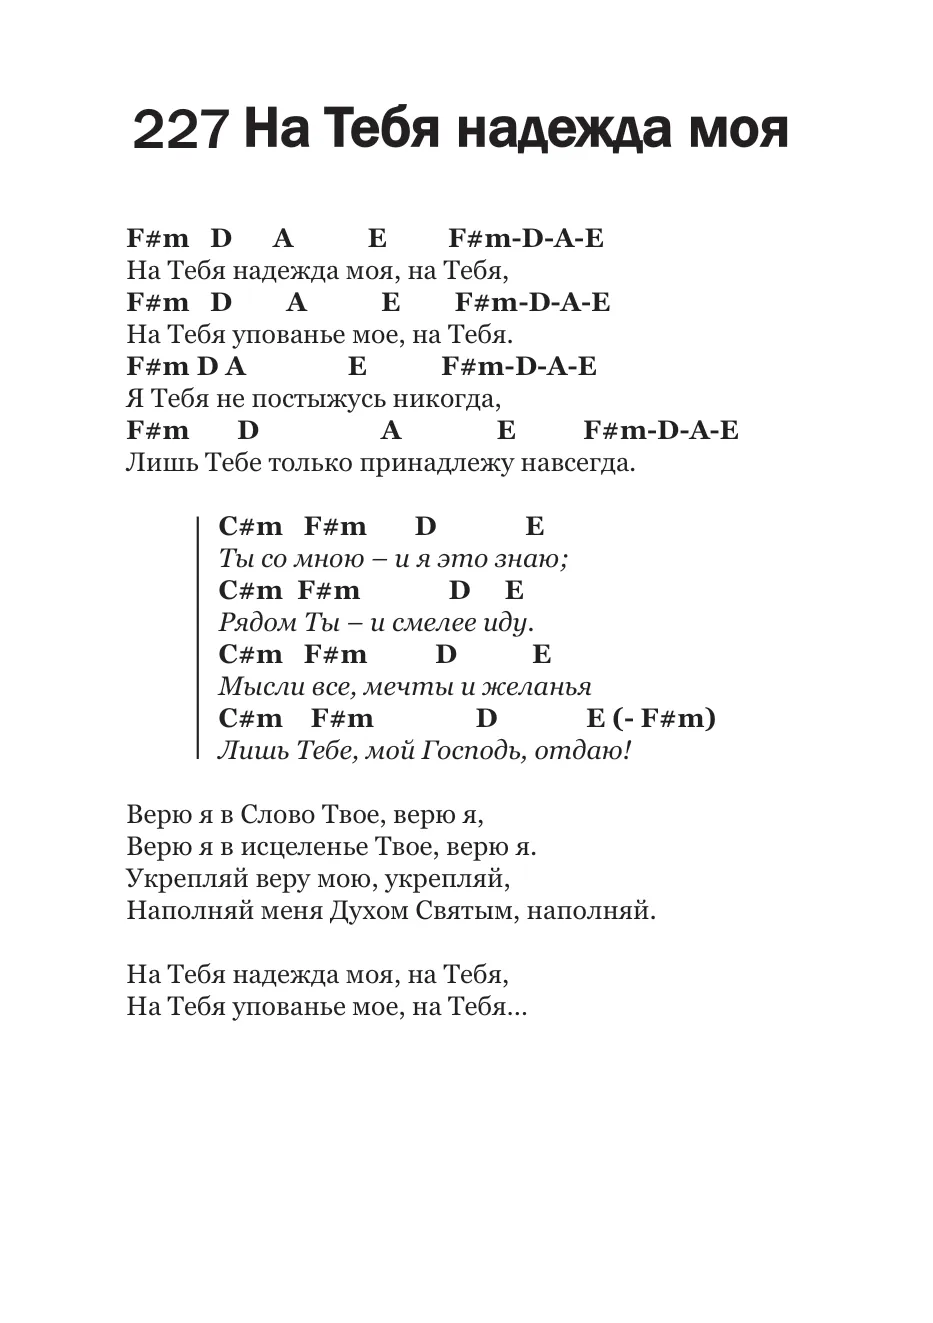 227 На Тебя надежда моя
F#m D A E F#m-D-A-E
На Тебя надежда моя, на Тебя,
F#m D A E F#m-D-A-E
На Тебя упованье мое, на Тебя.
F#m D A E F#m-D-A-E
Я Тебя не постыжусь никогда,
F#m D A E F#m-D-A-E
Лишь Тебе только принадлежу навсегда.
C#m F#m D E
Ты со мною – и я это знаю;
C#m F#m D E
Рядом Ты – и смелее иду.
C#m F#m D E
Мысли все, мечты и желанья
C#m F#m D E (- F#m)
Лишь Тебе, мой Господь, отдаю!
Верю я в Слово Твое, верю я,
Верю я в исцеленье Твое, верю я.
Укрепляй веру мою, укрепляй,
Наполняй меня Духом Святым, наполняй.
На Тебя надежда моя, на Тебя,
На Тебя упованье мое, на Тебя...